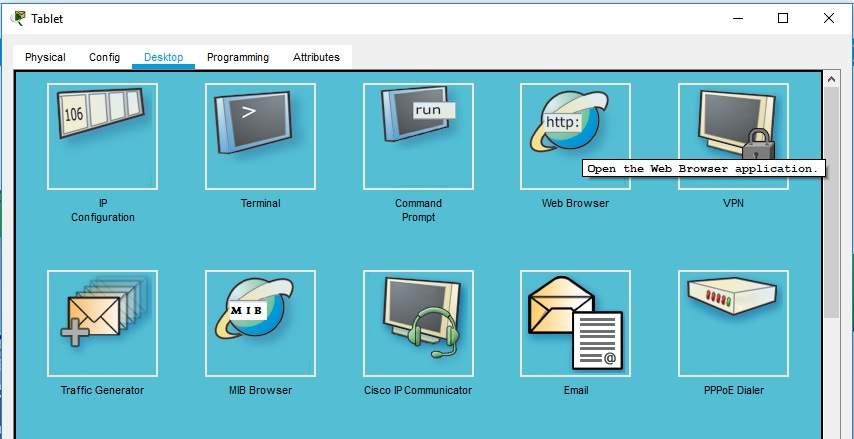 Tablet
Physical Config Desktop Programming Attributes
106
>
run
http:
Open the Web Browser application.
IP
Configuration
Terminal
Command
Prompt
Web Browser
VPN
MIB
@
Traffic Generator
MIB Browser
Cisco IP Communicator
Email
PPPoE Dialer